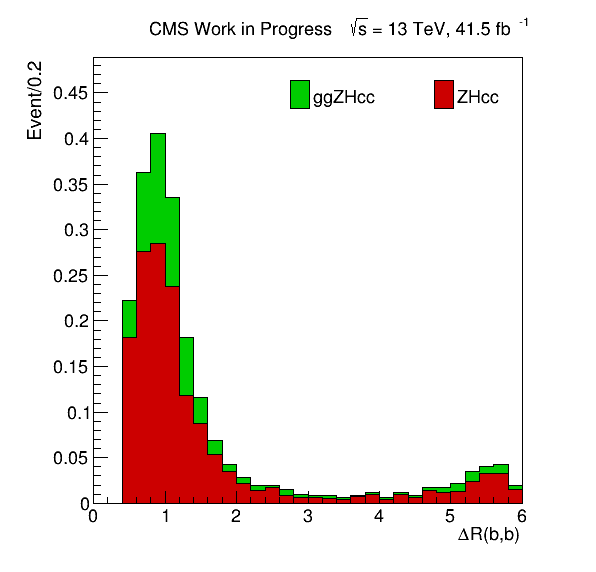 CMS Work in Progress √s = 13 TeV, 41.5 fb⁻¹
Event/0.2
ggZHcc ZHcc
0.45
0.4
0.35
0.3
0.25
0.2
0.15
0.1
0.05
0
0 1 2 3 4 5 6
ΔR(b,b)